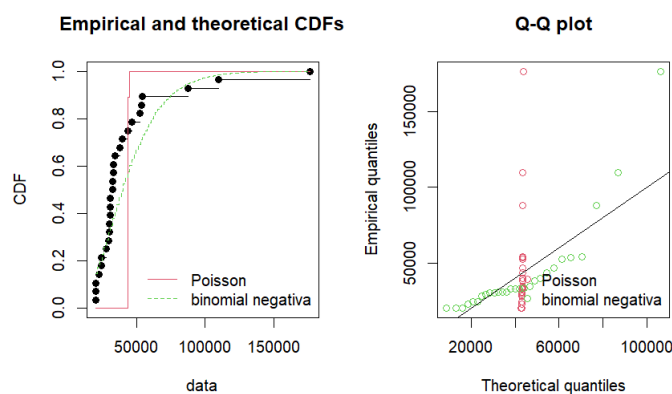 Empirical and theoretical CDFs
CDF
0.0
0.2
0.4
0.6
0.8
1.0
Poisson
binomial negativa
50000
100000
150000
data
Q-Q plot
Empirical quantiles
50000
100000
150000
Poisson
binomial negativa
20000
60000
100000
Theoretical quantiles